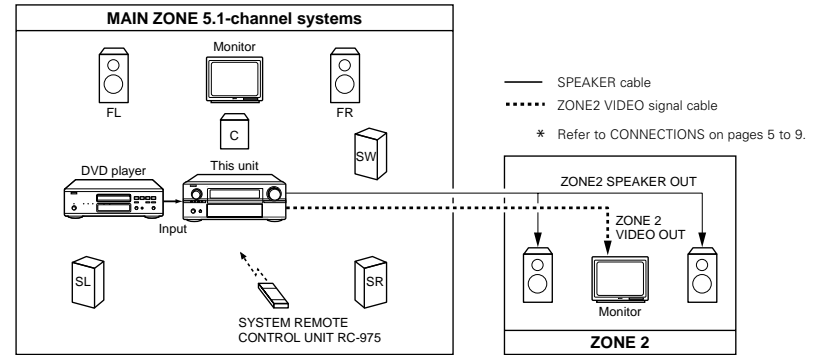 MAIN ZONE 5.1-channel systems
Monitor
FL
FR
C
SW
DVD player
This unit
Input
SL
SR
SYSTEM REMOTE
CONTROL UNIT RC-975
SPEAKER cable
ZONE2 VIDEO signal cable
* Refer to CONNECTIONS on pages 5 to 9.
ZONE2 SPEAKER OUT
ZONE 2
VIDEO OUT
Monitor
ZONE 2